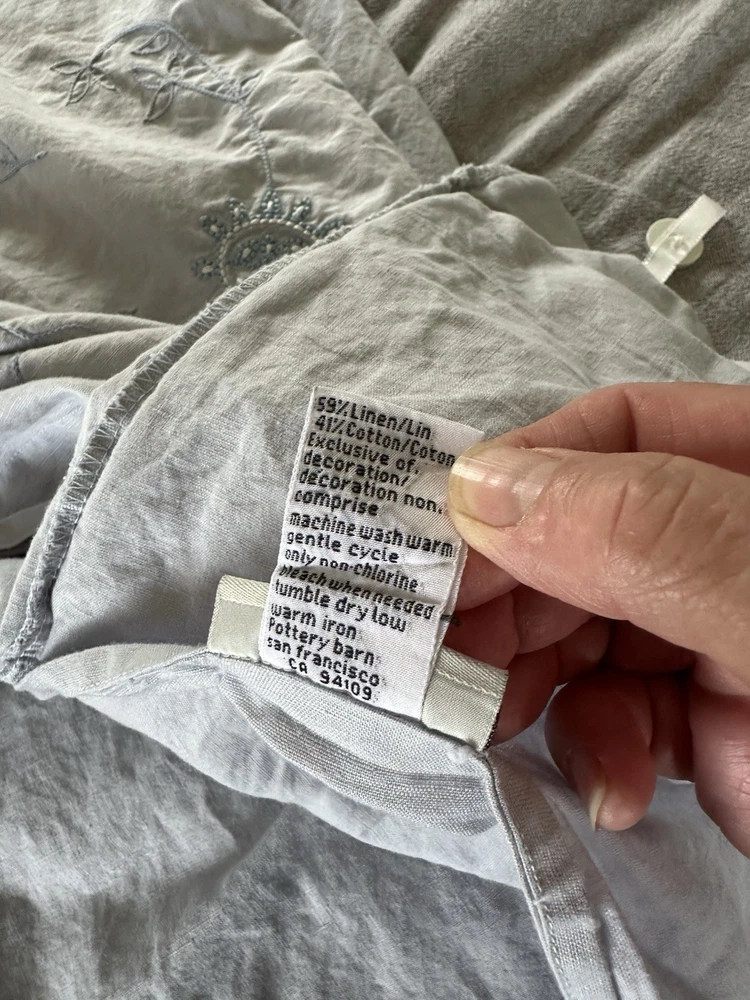 59% Linen/Lin
41% Cotton/Coton
Exclusive of
decoration/
décoration non
comprise
machine wash warm
gentle cycle
only non-chlorine
bleach when needed
tumble dry low
warm iron
Pottery barn
san francisco
CA 94109